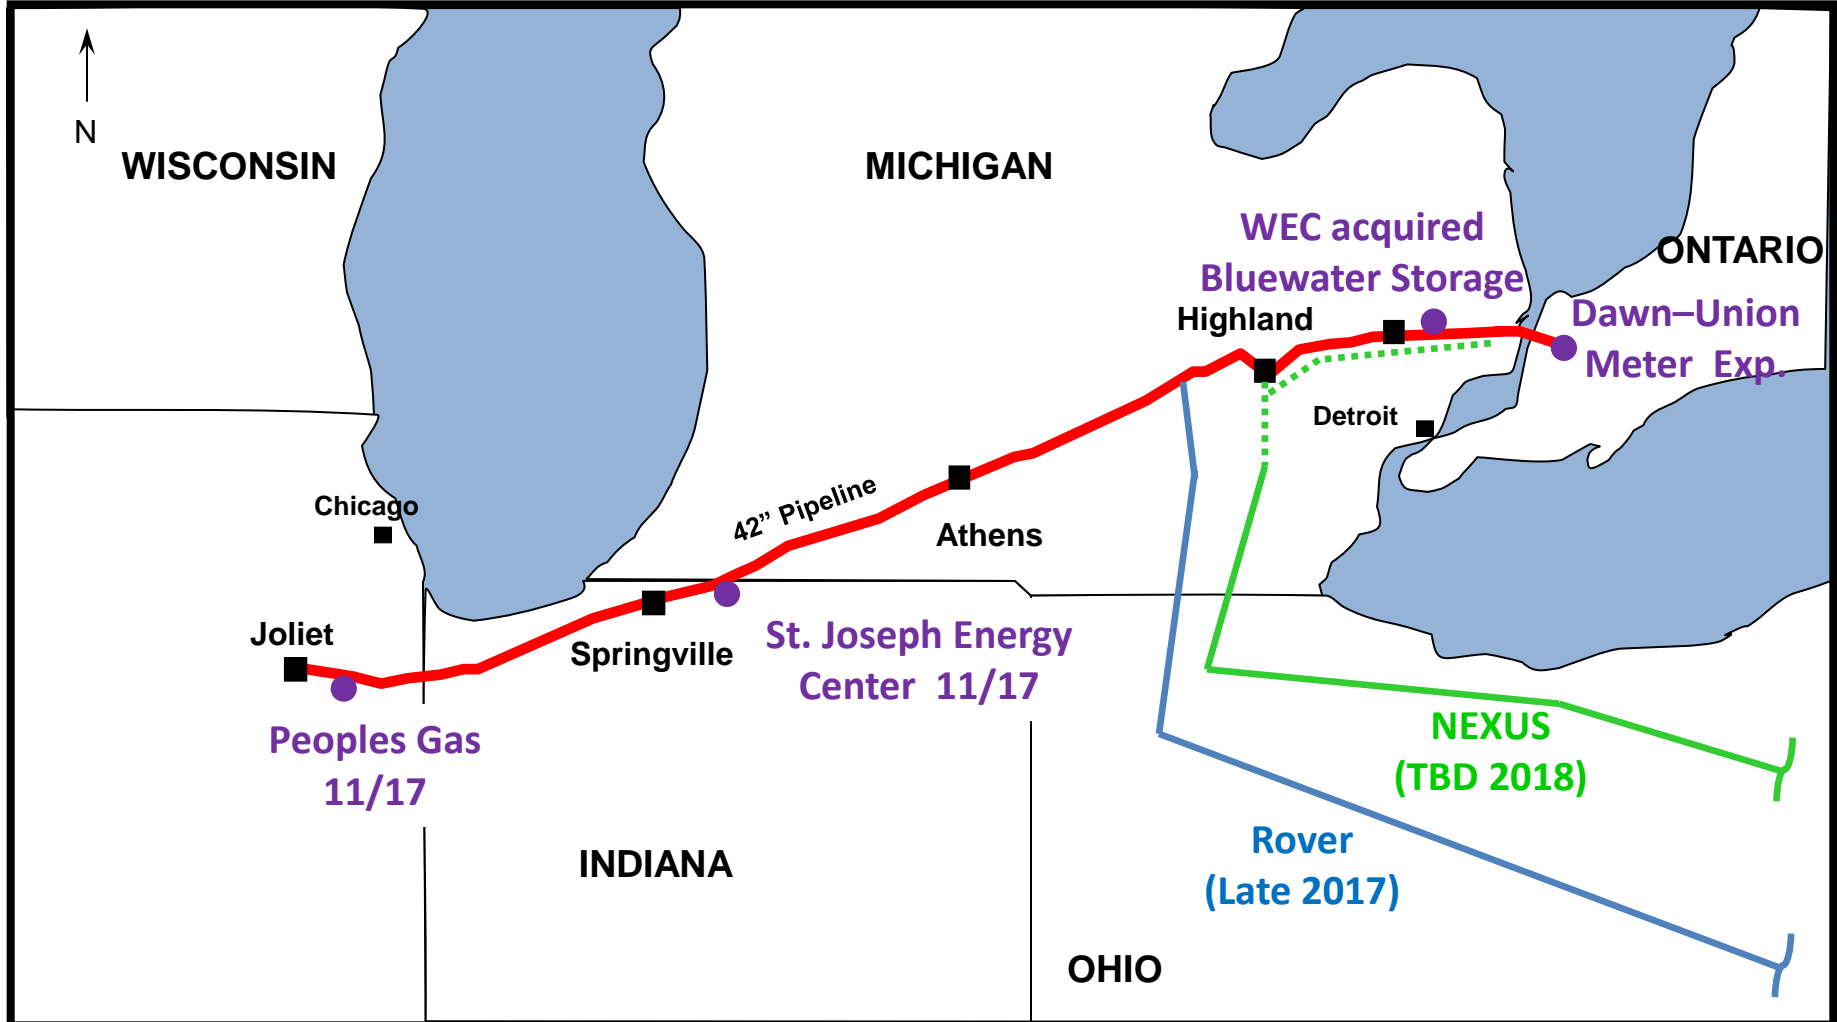 N
WISCONSIN
MICHIGAN
WEC acquired
Bluewater Storage
ONTARIO
Highland
Dawn–Union
Meter Exp.
Detroit
42” Pipeline
Chicago
Athens
Joliet
Springville
St. Joseph Energy
Center 11/17
Peoples Gas
11/17
NEXUS
(TBD 2018)
Rover
(Late 2017)
INDIANA
OHIO